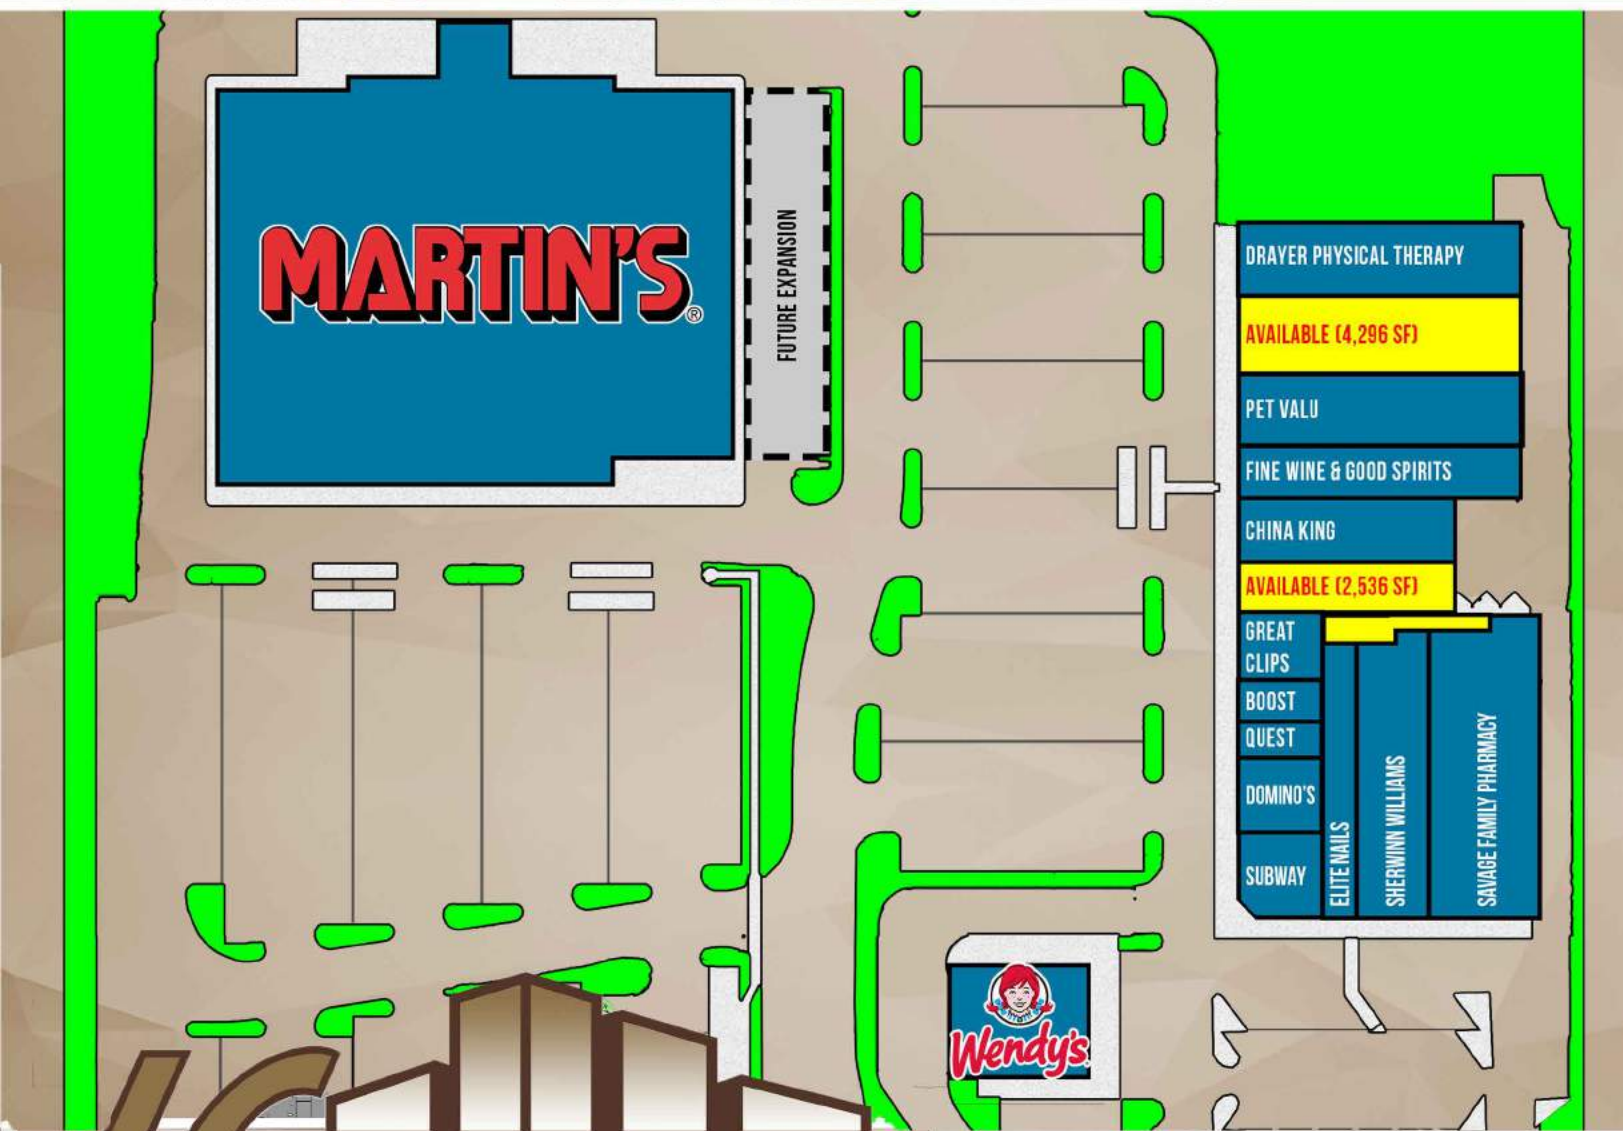 MARTIN'S
®
FUTURE EXPANSION
DRAYER PHYSICAL THERAPY
AVAILABLE (4,296 SF)
PET VALU
FINE WINE & GOOD SPIRITS
CHINA KING
AVAILABLE (2,536 SF)
GREAT
CLIPS
BOOST
QUEST
DOMINO'S
SUBWAY
ELITE NAILS
SHERWINN WILLIAMS
SAVAGE FAMILY PHARMACY
Wendy's